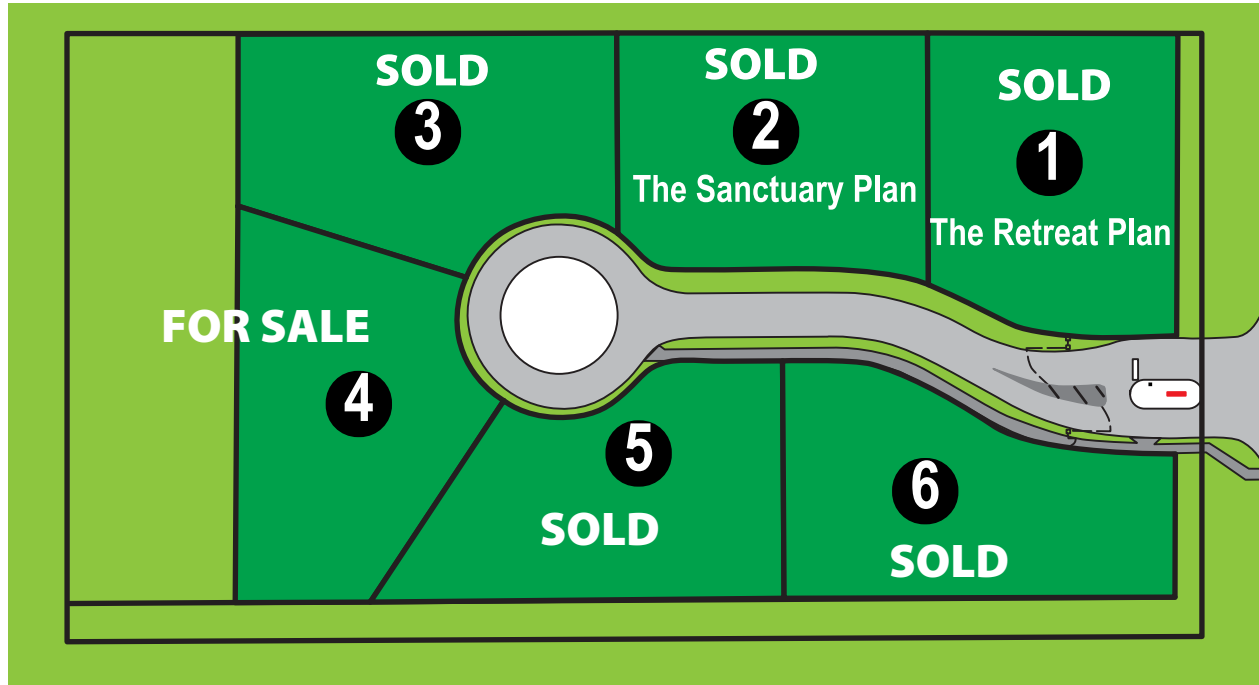 SOLD
3
SOLD
2
The Sanctuary Plan
SOLD
1
The Retreat Plan
FOR SALE
4
5
SOLD
6
SOLD